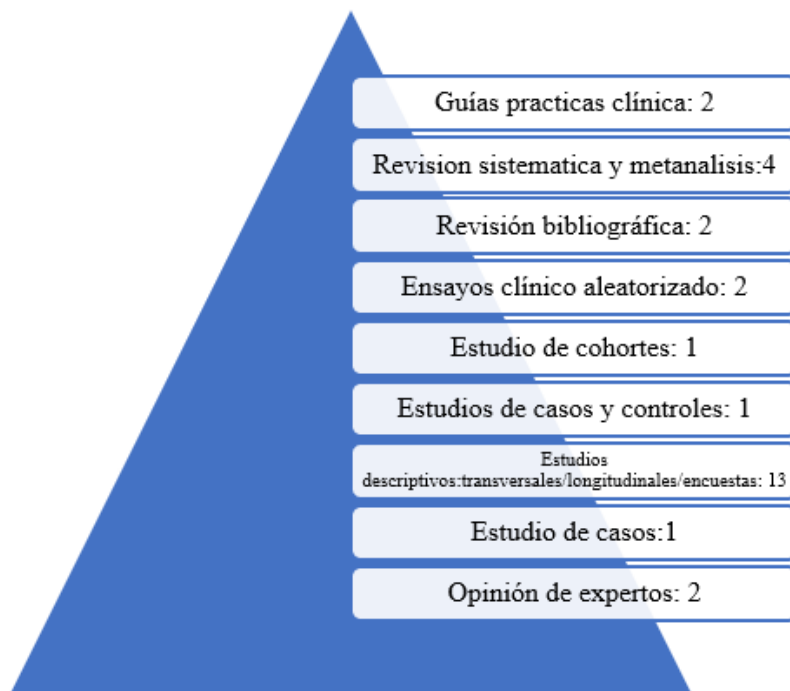 Guías practicas clínica: 2
Revision sistematica y metanalisis:4
Revisión bibliográfica: 2
Ensayos clínico aleatorizado: 2
Estudio de cohortes: 1
Estudios de casos y controles: 1
Estudios
descriptivos:transversales/longitudinales/encuestas: 13
Estudio de casos:1
Opinión de expertos: 2